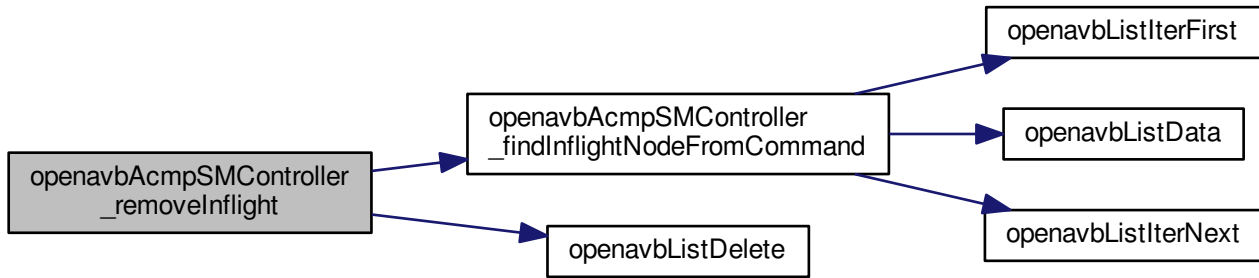 openavbAcmpSMController
_removeInflight
openavbAcmpSMController
_findInflightNodeFromCommand
openavbListDelete
openavbListIterFirst
openavbListData
openavbListIterNext